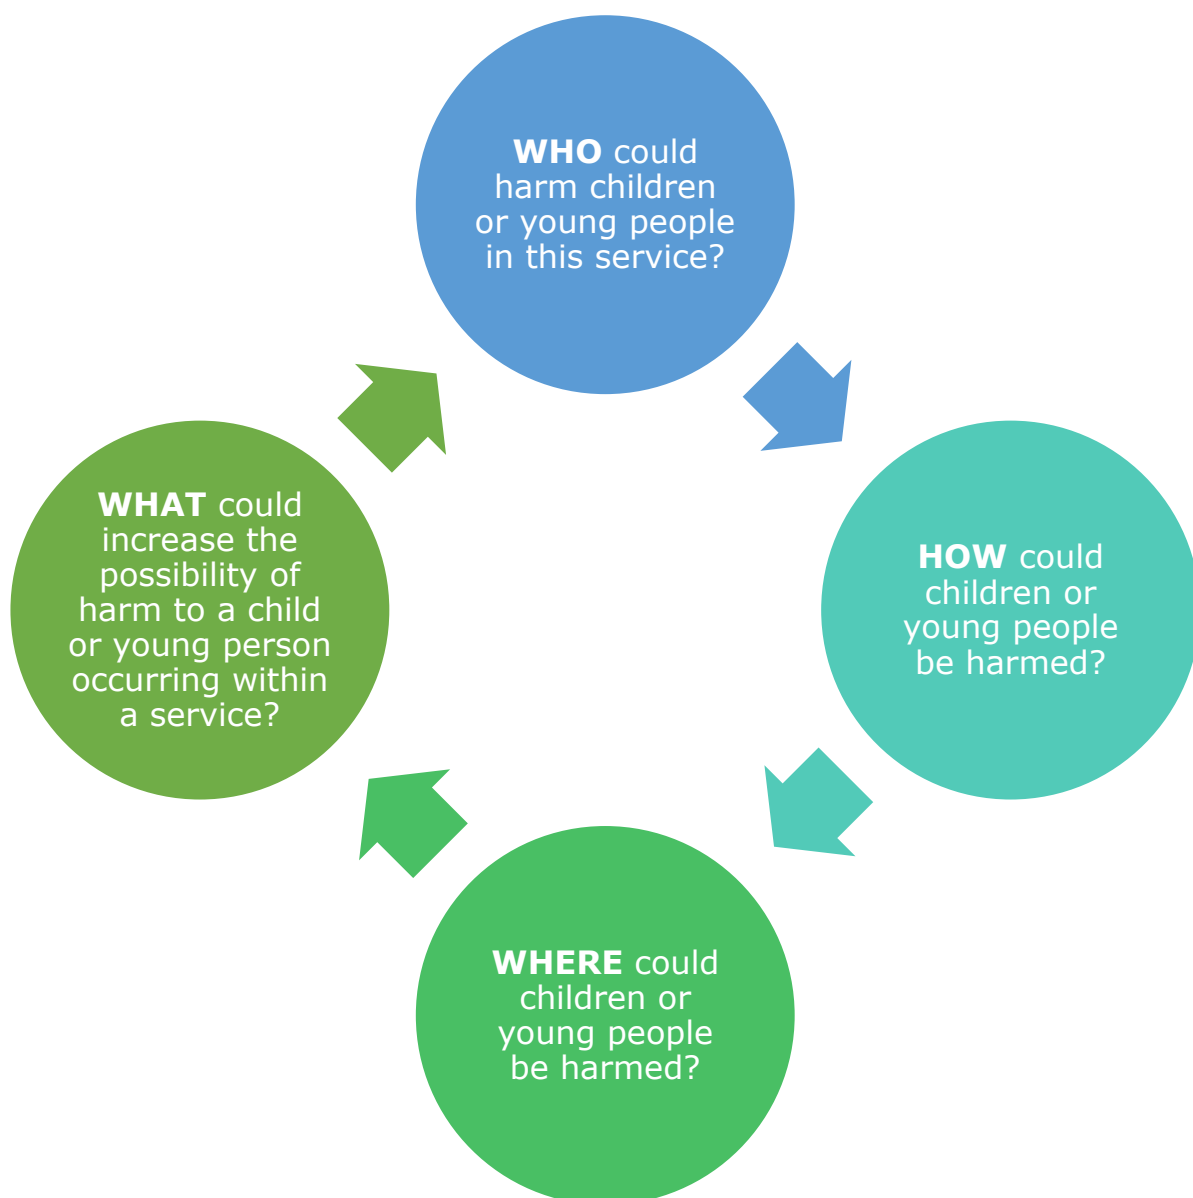 WHO could
harm children
or young people
in this service?
HOW could
children or
young people
be harmed?
WHERE could
children or
young people
be harmed?
WHAT could
increase the
possibility of
harm to a child
or young person
occurring within
a service?